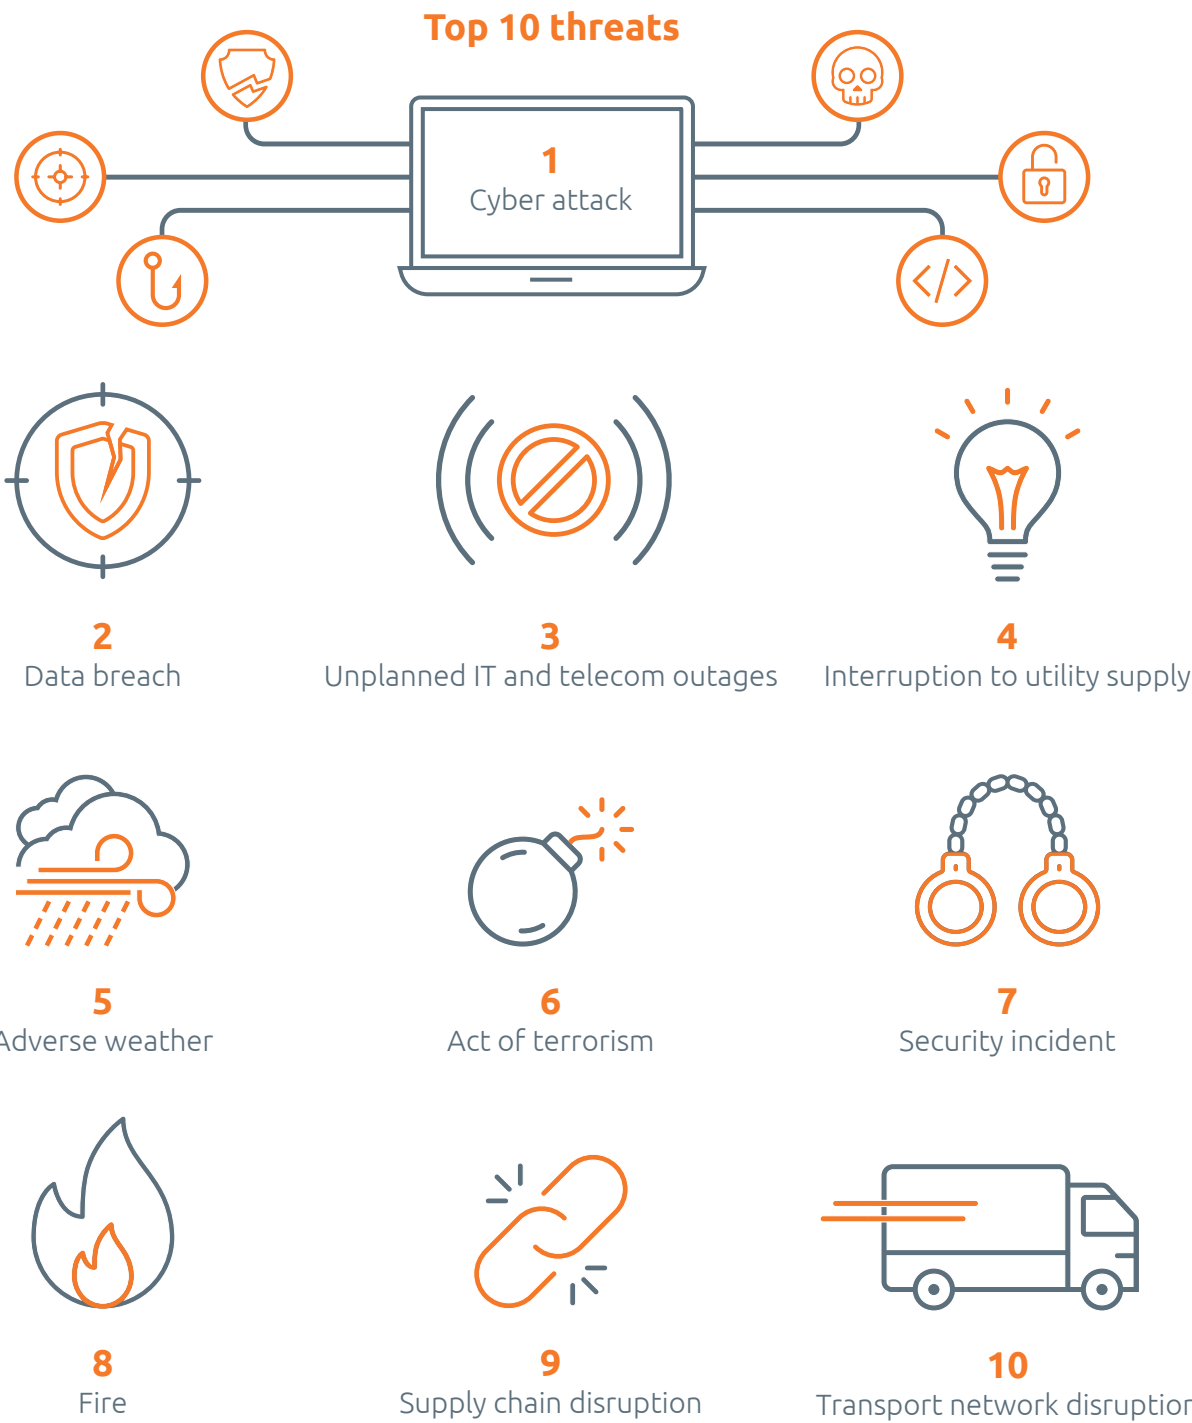 Top 10 threats
1
Cyber attack
2
Data breach
3
Unplanned IT and telecom outages
4
Interruption to utility supply
5
Adverse weather
6
Act of terrorism
7
Security incident
8
Fire
9
Supply chain disruption
10
Transport network disruption